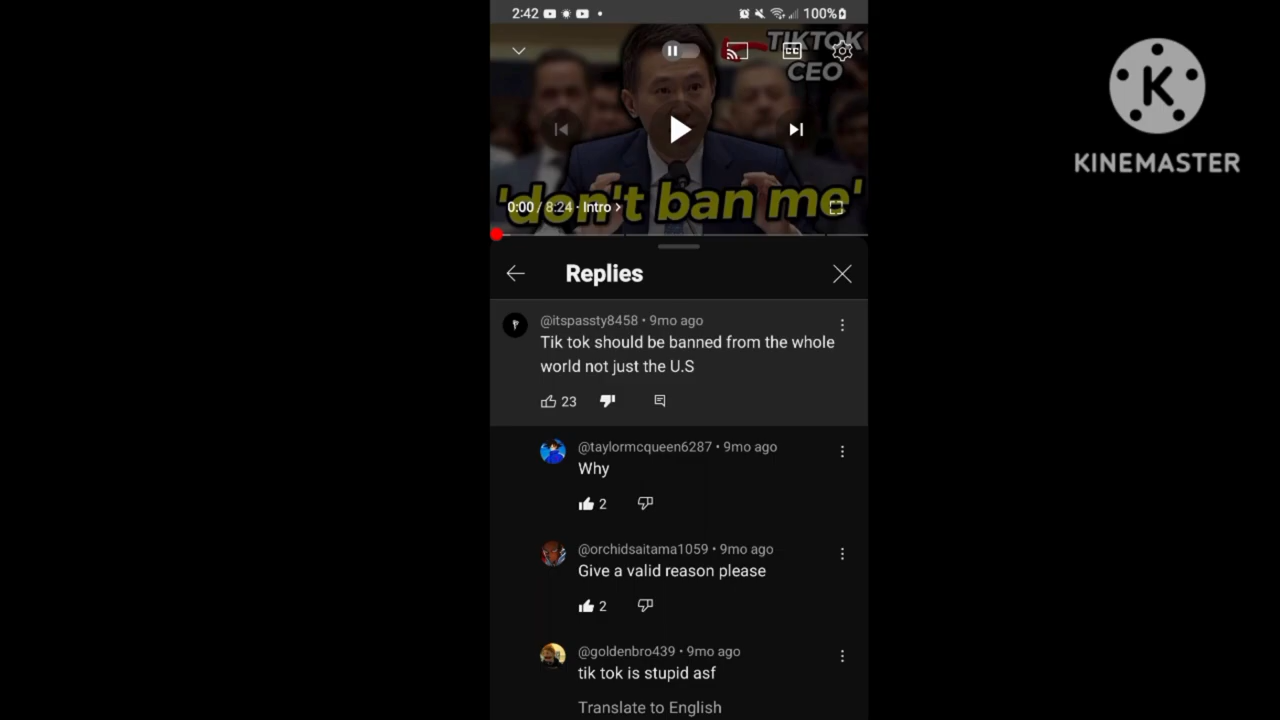 2:42
100%
TIKTOK
CEO
'don't ban me'
0:00 / 8:24 · Intro >
Replies
@itspassty8458 • 9mo ago
Tik tok should be banned from the whole
world not just the U.S
23
@taylormcqueen6287 • 9mo ago
Why
2
@orchidsaitama1059 • 9mo ago
Give a valid reason please
2
@goldenbro439 • 9mo ago
tik tok is stupid asf
Translate to English
K
KINEMASTER